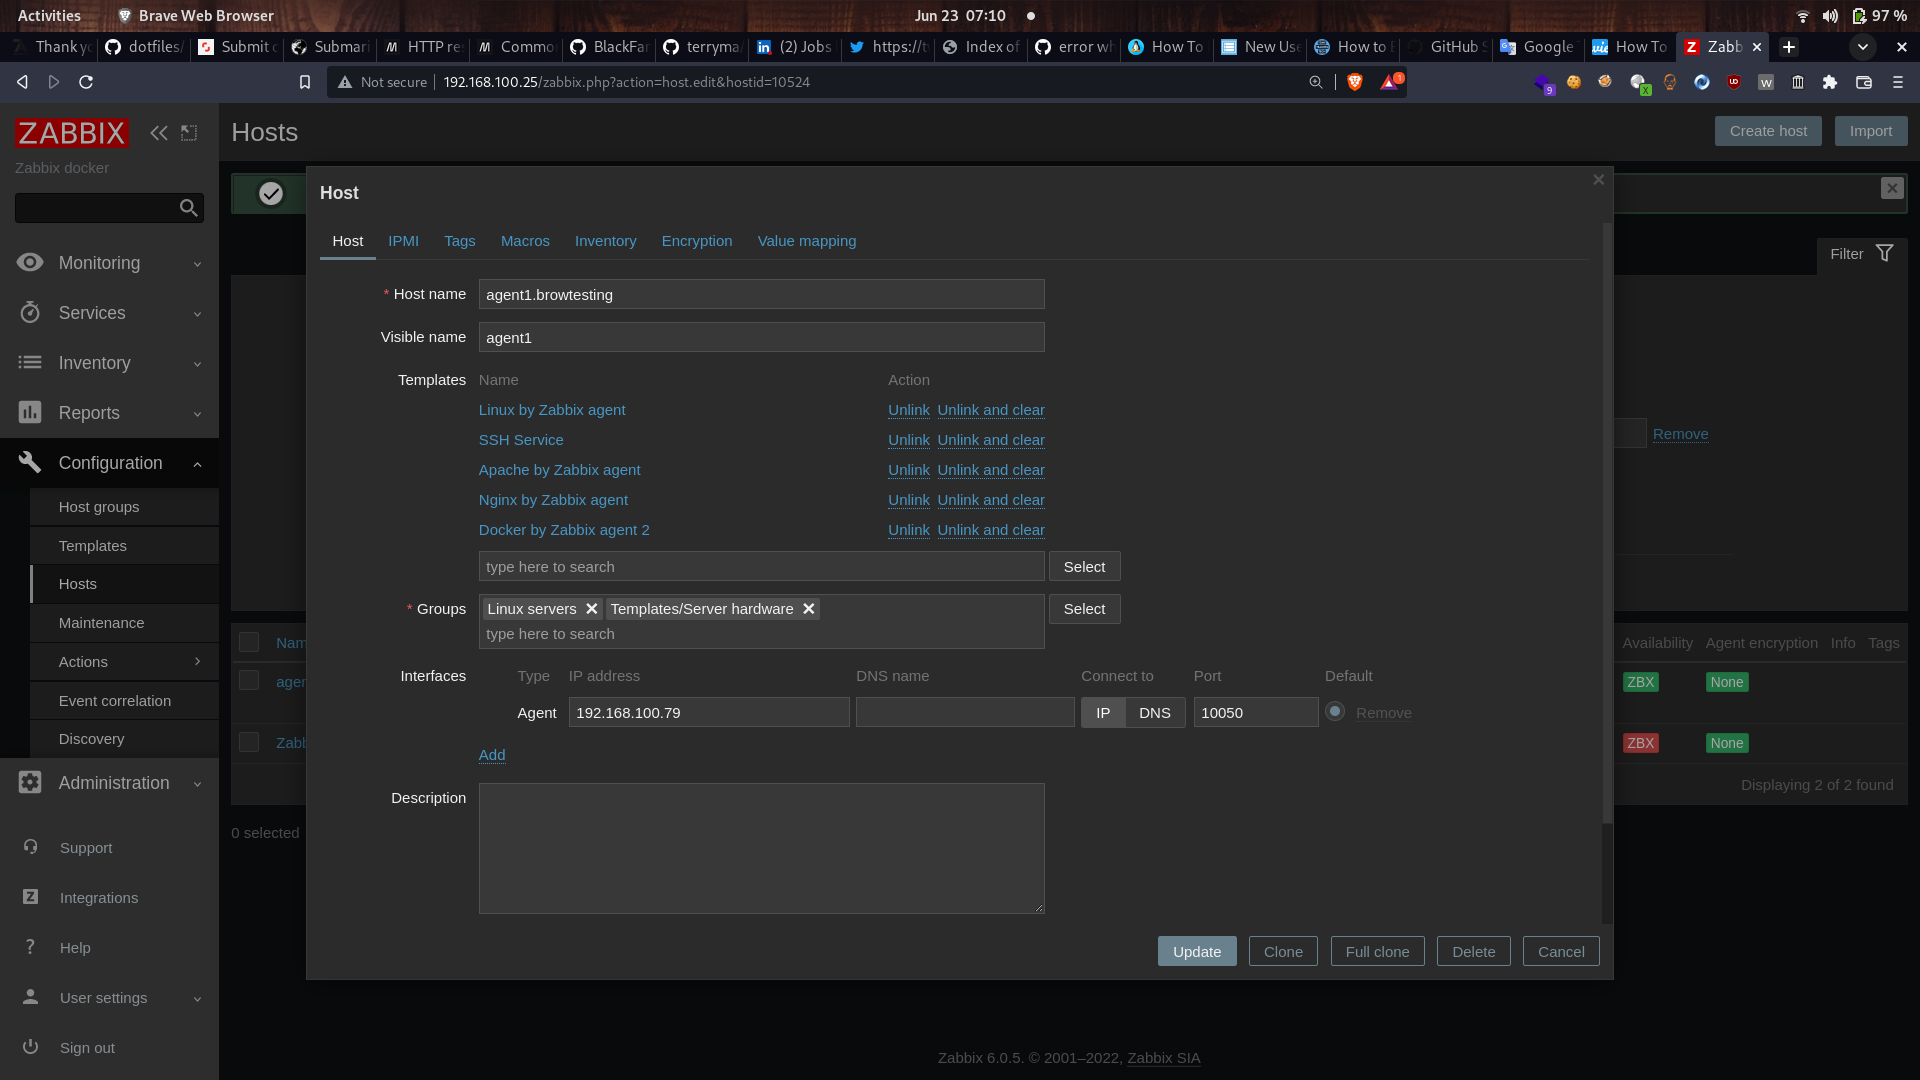 Activities
Brave Web Browser
Jun 23 07:10
97 %
Thank yo
dotfiles/
Submit
Submari
HTTP re
Commo
BlackFar
terryma
(2) Jobs
https://t
Index of
error wh
How To
New Use
How to
GitHub S
Google
How To
Zabb
Not secure
192.168.100.25/zabbix.php?action=host.edit&hostid=10524
1
9
X
W
ZABBIX
Zabbix docker
Monitoring
Services
Inventory
Reports
Configuration
Host groups
Templates
Hosts
Maintenance
Actions
Event correlation
Discovery
Administration
Support
Integrations
Help
User settings
Sign out
Hosts
Create host
Import
Filter
Remove
Host
Host IPMI Tags Macros Inventory Encryption Value mapping
* Host name agent1.browtesting
Visible name agent1
Templates Name Action
Linux by Zabbix agent Unlink Unlink and clear
SSH Service Unlink Unlink and clear
Apache by Zabbix agent Unlink Unlink and clear
Nginx by Zabbix agent Unlink Unlink and clear
Docker by Zabbix agent 2 Unlink Unlink and clear
type here to search Select
* Groups Linux servers Templates/Server hardware Select
type here to search
Interfaces Type IP address DNS name Connect to Port Default
Agent 192.168.100.79 IP DNS 10050 Remove
Add
Description
Update Clone Full clone Delete Cancel
Nam
Availability Agent encryption Info Tags
agen
ZBX None
Zabb
ZBX None
Displaying 2 of 2 found
0 selected
Zabbix 6.0.5. © 2001–2022, Zabbix SIA